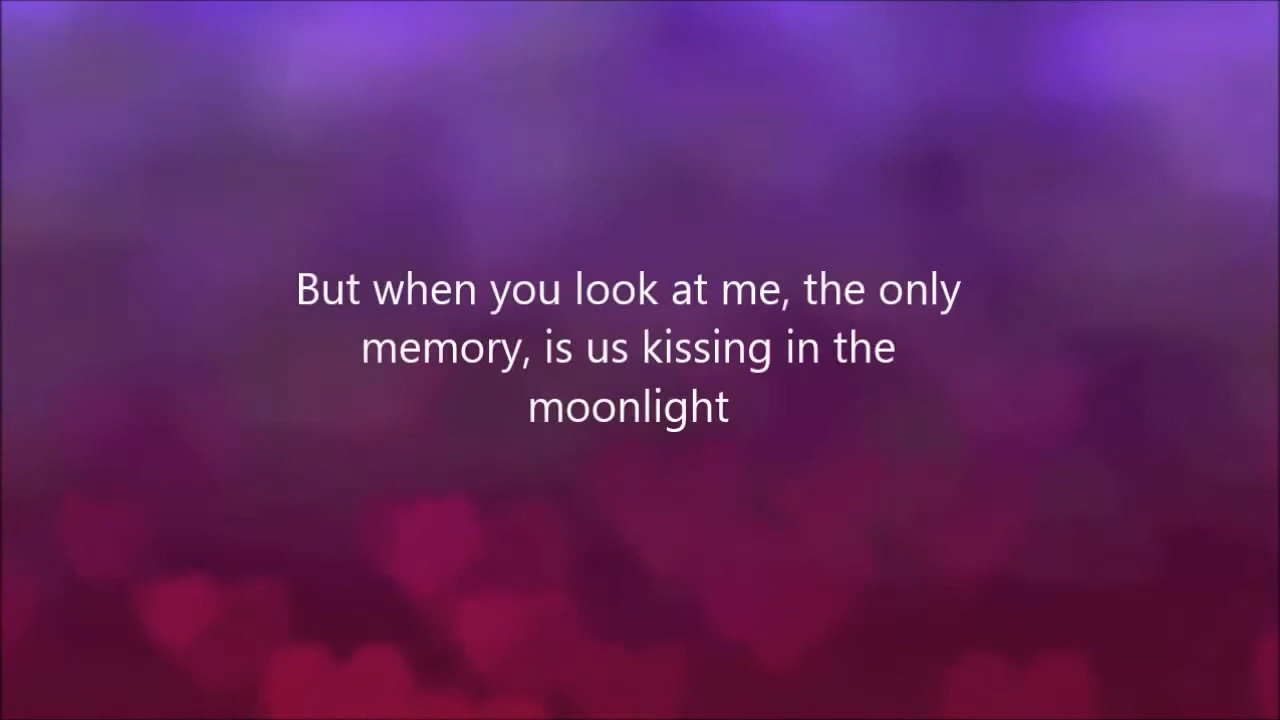 But when you look at me, the only
memory, is us kissing in the
moonlight